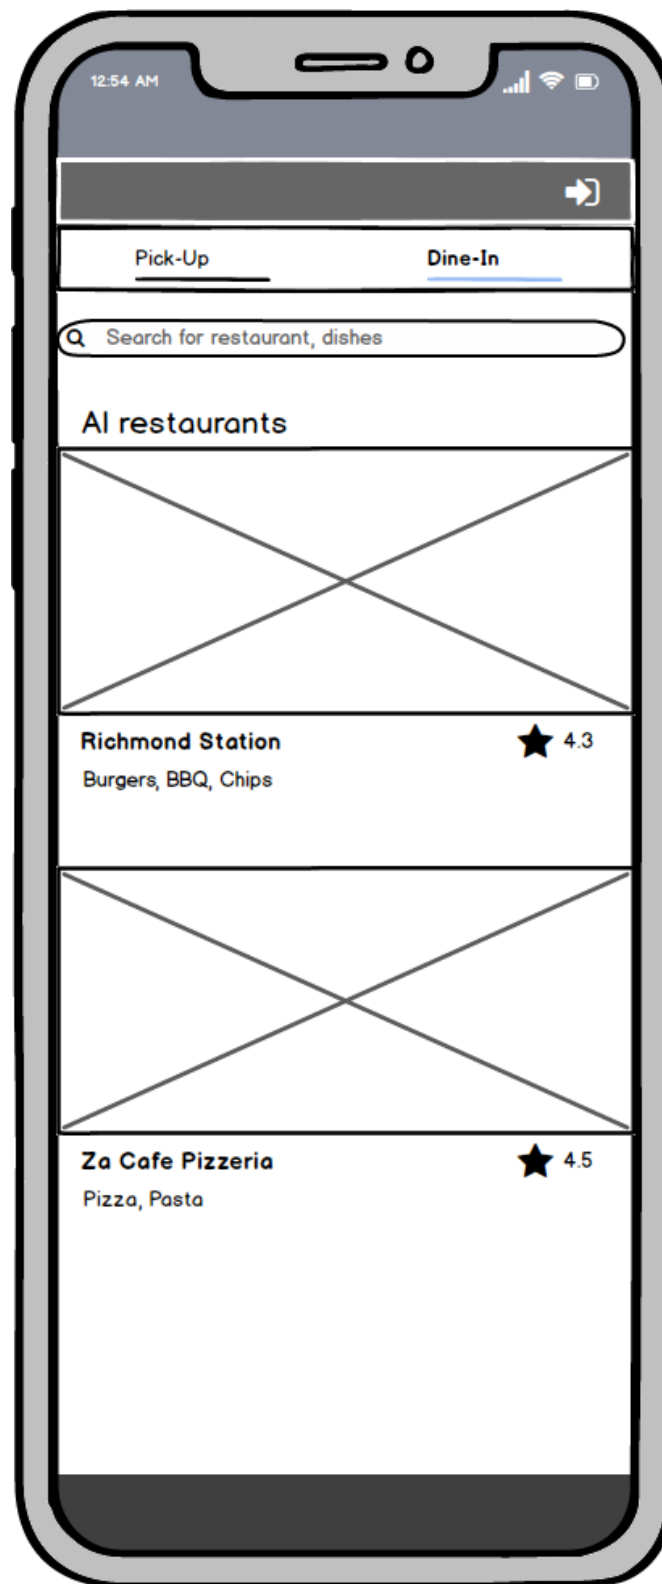 12:54 AM
Pick-Up Dine-In
Search for restaurant, dishes
Al restaurants
Richmond Station 4.3
Burgers, BBQ, Chips
Za Cafe Pizzeria 4.5
Pizza, Pasta